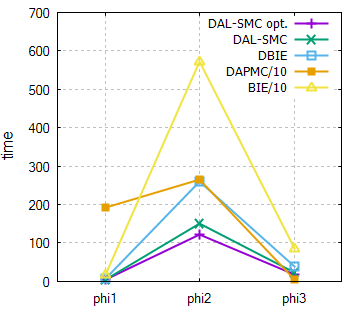 700
600
500
400
300
200
100
0
time
DAL-SMC opt.
DAL-SMC
DBIE
DAPMC/10
BIE/10
phi1 phi2 phi3